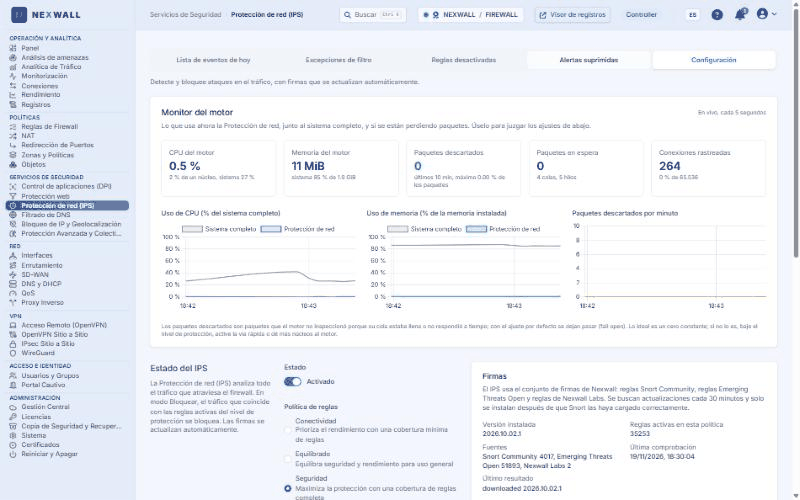 NEXWALL
Servicios de Seguridad › Protección de red (IPS)
Buscar Ctrl K
NEXWALL / FIREWALL
Visor de registros
Controller
ES
OPERACIÓN Y ANALÍTICA
Panel
Análisis de amenazas
Analítica de Tráfico
Monitorización
Conexiones
Rendimiento
Registros
POLÍTICAS
Reglas de Firewall
NAT
Redirección de Puertos
Zonas y Políticas
Objetos
SERVICIOS DE SEGURIDAD
Control de aplicaciones (DPI)
Protección web
Protección de red (IPS)
Filtrado de DNS
Bloqueo de IP y Geolocalización
Protección Avanzada y Colecti...
RED
Interfaces
Enrutamiento
SD-WAN
DNS y DHCP
QoS
Proxy Inverso
VPN
Acceso Remoto (OpenVPN)
OpenVPN Sitio a Sitio
IPsec Sitio a Sitio
WireGuard
ACCESO E IDENTIDAD
Usuarios y Grupos
Portal Cautivo
ADMINISTRACIÓN
Gestión Central
Licencias
Copia de Seguridad y Recuper...
Sistema
Certificados
Reiniciar y Apagar
Lista de eventos de hoy
Excepciones de filtro
Reglas desactivadas
Alertas suprimidas
Configuración
Detecte y bloquee ataques en el tráfico, con firmas que se actualizan automáticamente.
Monitor del motor
En vivo, cada 5 segundos
Lo que usa ahora la Protección de red, junto al sistema completo, y si se están perdiendo paquetes. Úselo para juzgar los ajustes de abajo.
CPU del motor
0.5 %
2 % de un núcleo, sistema 27 %
Memoria del motor
11 MiB
sistema 85 % de 1.9 GiB
Paquetes descartados
0
últimos 10 min, máximo 0.00 % de
los paquetes
Paquetes en espera
0
4 colas, 5 hilos
Conexiones rastreadas
264
0 % de 65.536
Uso de CPU (% del sistema completo)
Sistema completo
Protección de red
100 %
80 %
60 %
40 %
20 %
0 %
18:42
18:43
Uso de memoria (% de la memoria instalada)
Sistema completo
Protección de red
100 %
80 %
60 %
40 %
20 %
0 %
18:42
18:43
Paquetes descartados por minuto
10
8
6
4
2
0
18:42
18:43
Los paquetes descartados son paquetes que el motor no inspeccionó porque su cola estaba llena o no respondió a tiempo; con el ajuste por defecto se dejan pasar (fail open). Lo ideal es un cero constante; si no lo es, baje el
nivel de protección, active la vía rápida o dé más núcleos al motor.
Estado del IPS
La Protección de red (IPS) analiza todo
el tráfico que atraviesa el firewall. En
modo Bloquear, el tráfico que coincide
con las reglas activas del nivel de
protección se bloquea. Las firmas se
actualizan automáticamente.
Estado
Activado
Política de reglas
Conectividad
Prioriza el rendimiento con una cobertura mínima
de reglas
Equilibrado
Equilibra seguridad y rendimiento para uso general
Seguridad
Maximiza la protección con una cobertura de reglas
completa
Firmas
El IPS usa el conjunto de firmas de Nexwall: reglas Snort Community, reglas Emerging
Threats Open y reglas de Nexwall Labs. Se buscan actualizaciones cada 30 minutos y solo
se instalan después de que Snort las haya cargado correctamente.
Versión instalada
2026.10.02.1
Reglas activas en esta política
35253
Fuentes
Snort Community 4017, Emerging Threats
Open 51893, Nexwall Labs 2
Última comprobación
19/11/2026, 18:30:04
Último resultado
downloaded 2026.10.02.1